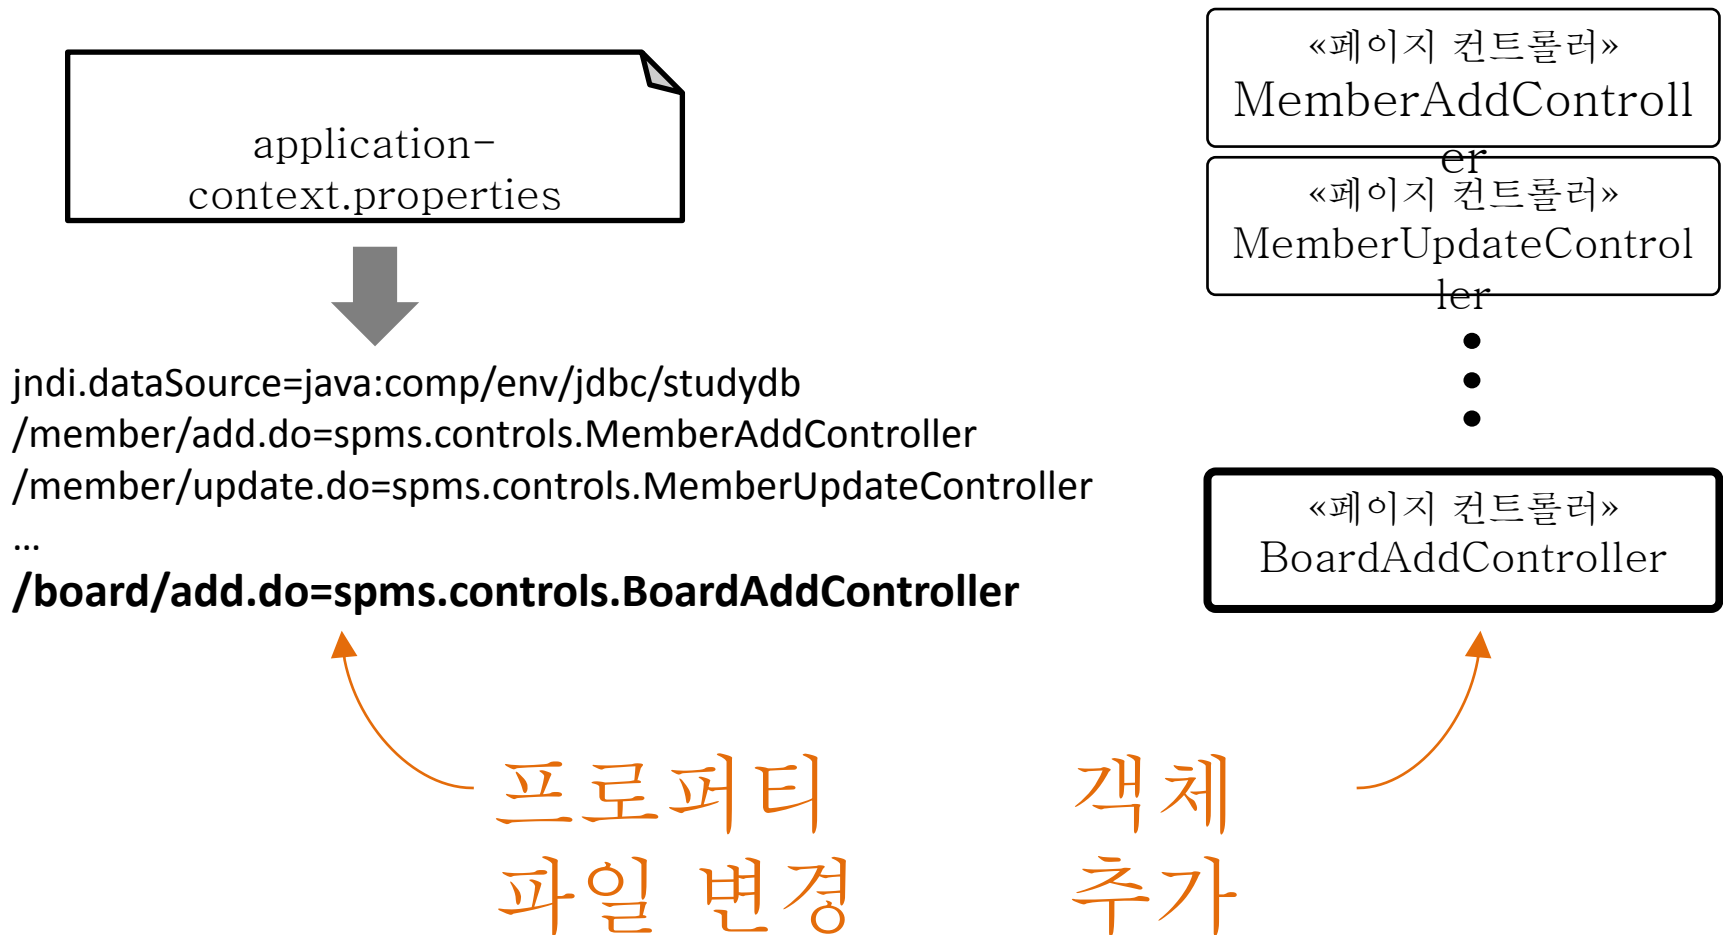 application-
context.properties
jndi.dataSource=java:comp/env/jdbc/studydb
/member/add.do=spms.controls.MemberAddController
/member/update.do=spms.controls.MemberUpdateController
…
/board/add.do=spms.controls.BoardAddController
프로퍼티
파일 변경
«페이지 컨트롤러»
MemberAddControll
er
«페이지 컨트롤러»
MemberUpdateControl
ler
«페이지 컨트롤러»
BoardAddController
객체
추가